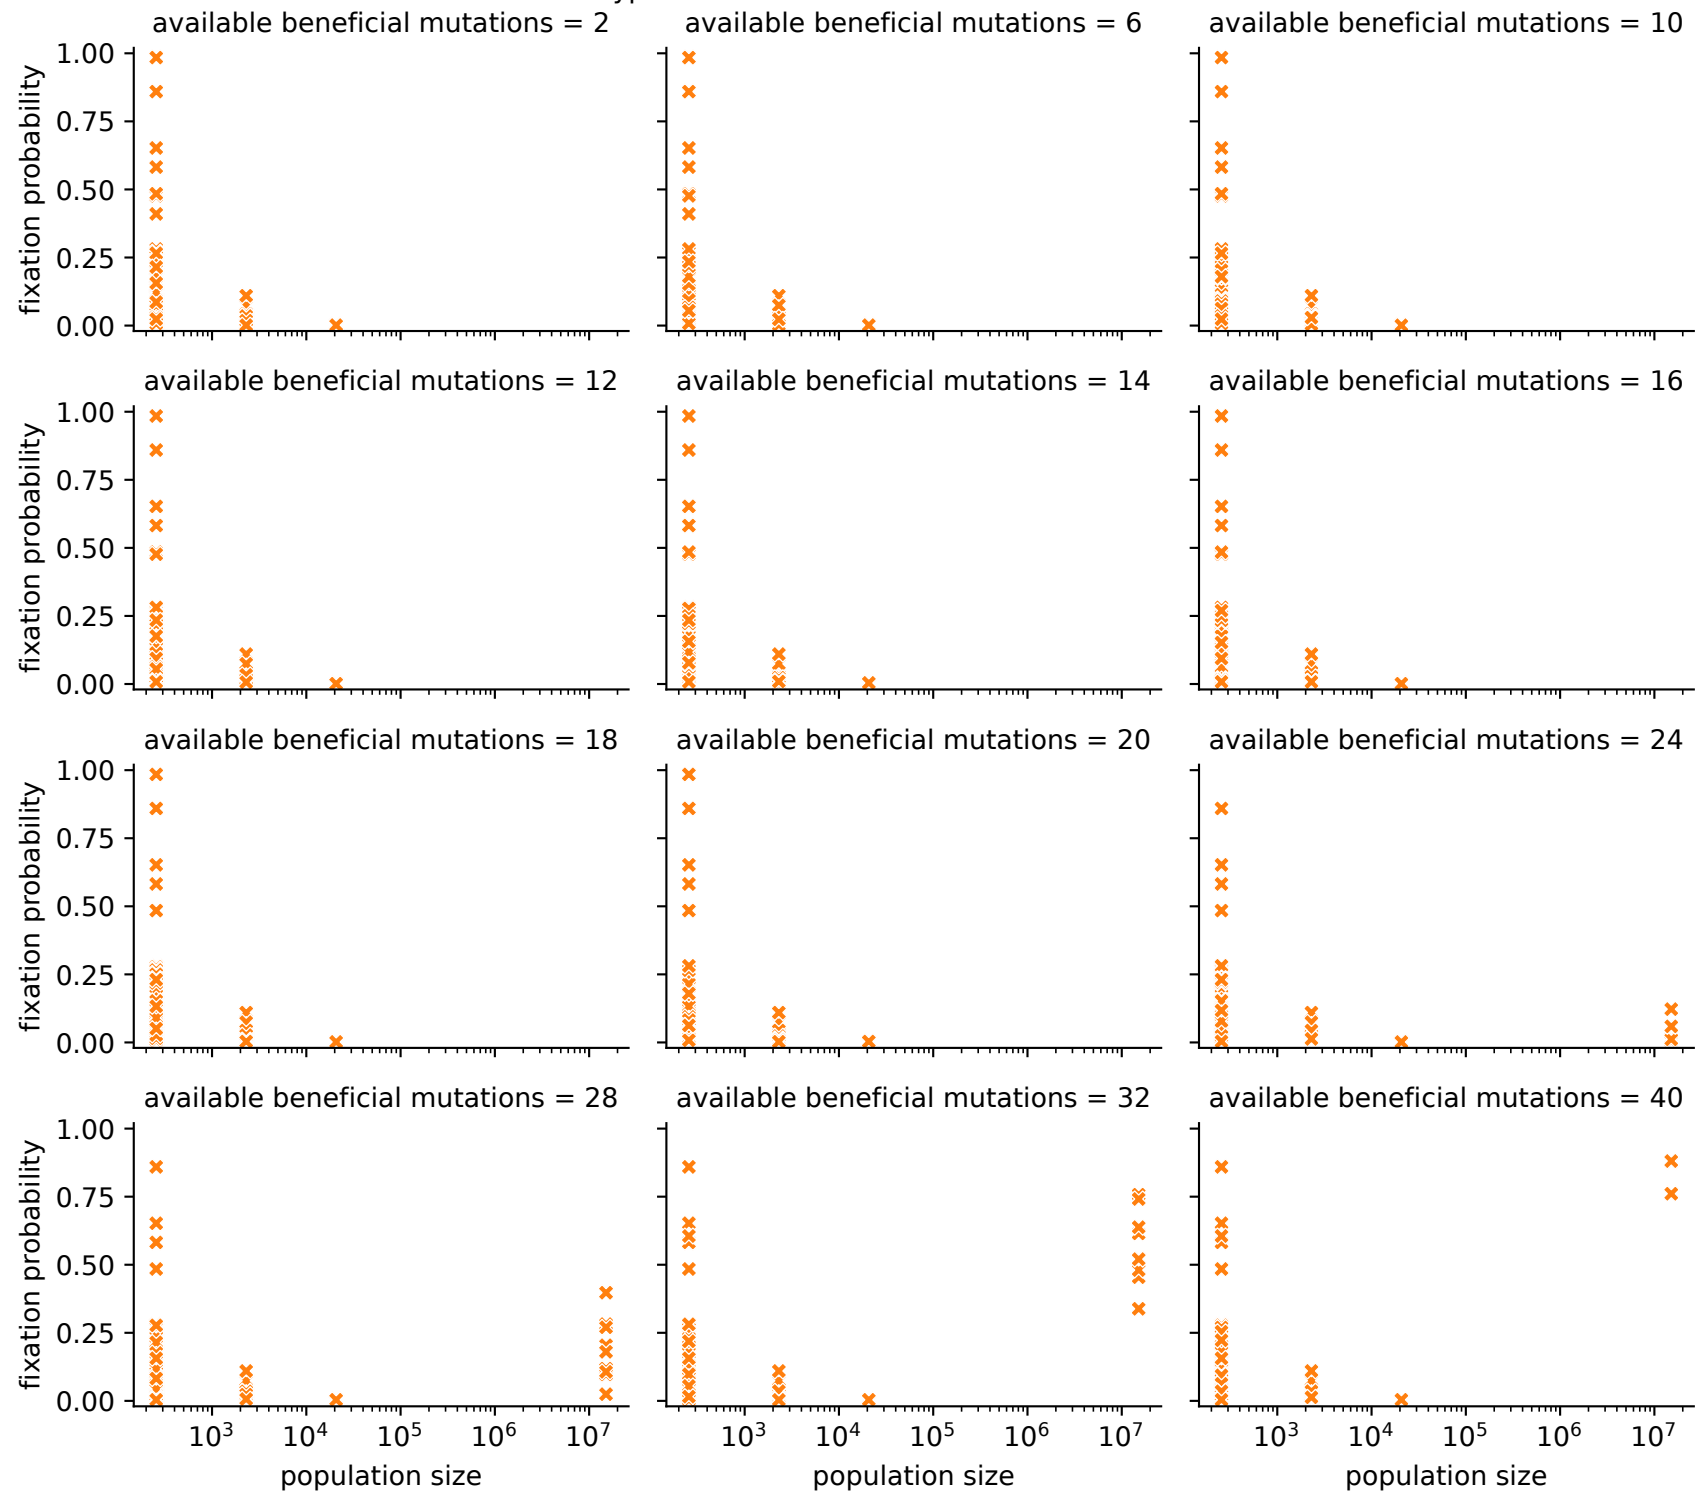 available beneficial mutations = 2 available beneficial mutations = 6 available beneficial mutations = 10
1.00
0.75
0.50
0.25
0.00
fixation probability
available beneficial mutations = 12 available beneficial mutations = 14 available beneficial mutations = 16
1.00
0.75
0.50
0.25
0.00
fixation probability
available beneficial mutations = 18 available beneficial mutations = 20 available beneficial mutations = 24
1.00
0.75
0.50
0.25
0.00
fixation probability
available beneficial mutations = 28 available beneficial mutations = 32 available beneficial mutations = 40
1.00
0.75
0.50
0.25
0.00
fixation probability
10³ 10⁴ 10⁵ 10⁶ 10⁷ 10³ 10⁴ 10⁵ 10⁶ 10⁷ 10³ 10⁴ 10⁵ 10⁶ 10⁷
population size population size population size